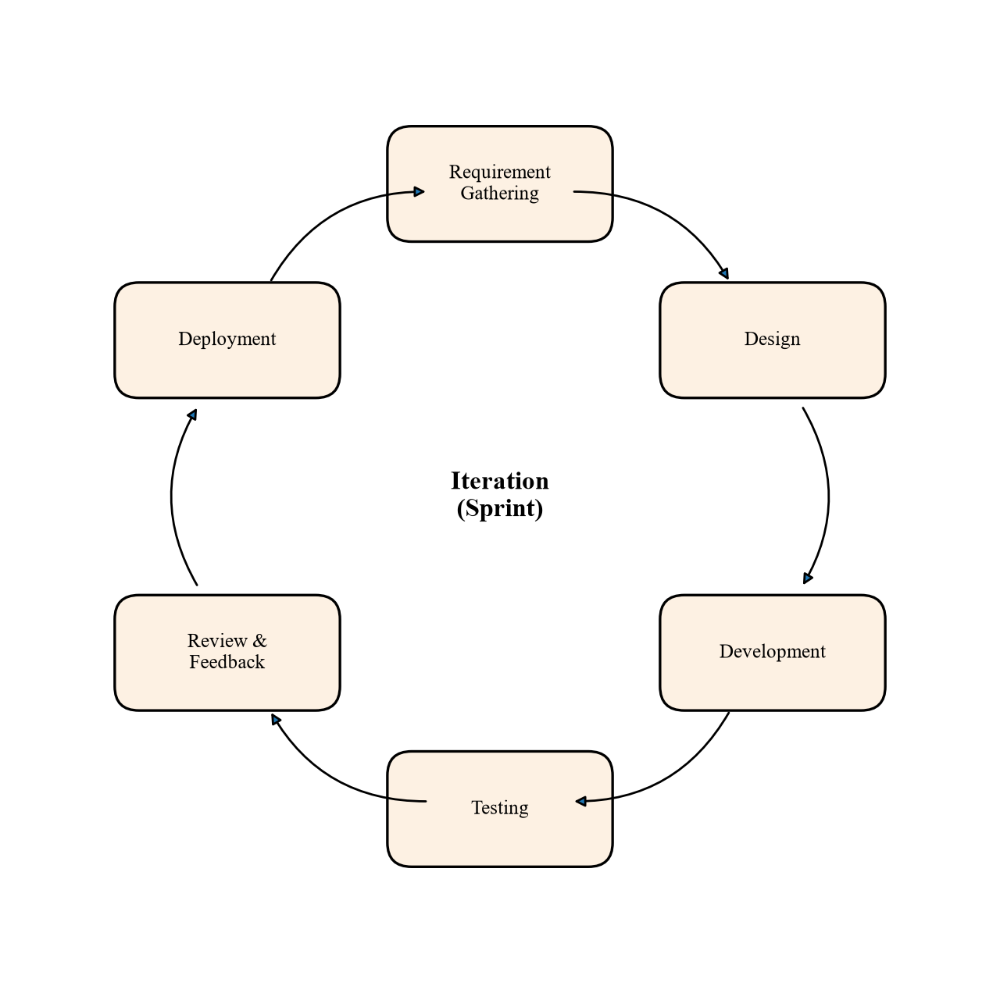 Requirement
Gathering
Design
Development
Testing
Review &
Feedback
Deployment
Iteration
(Sprint)